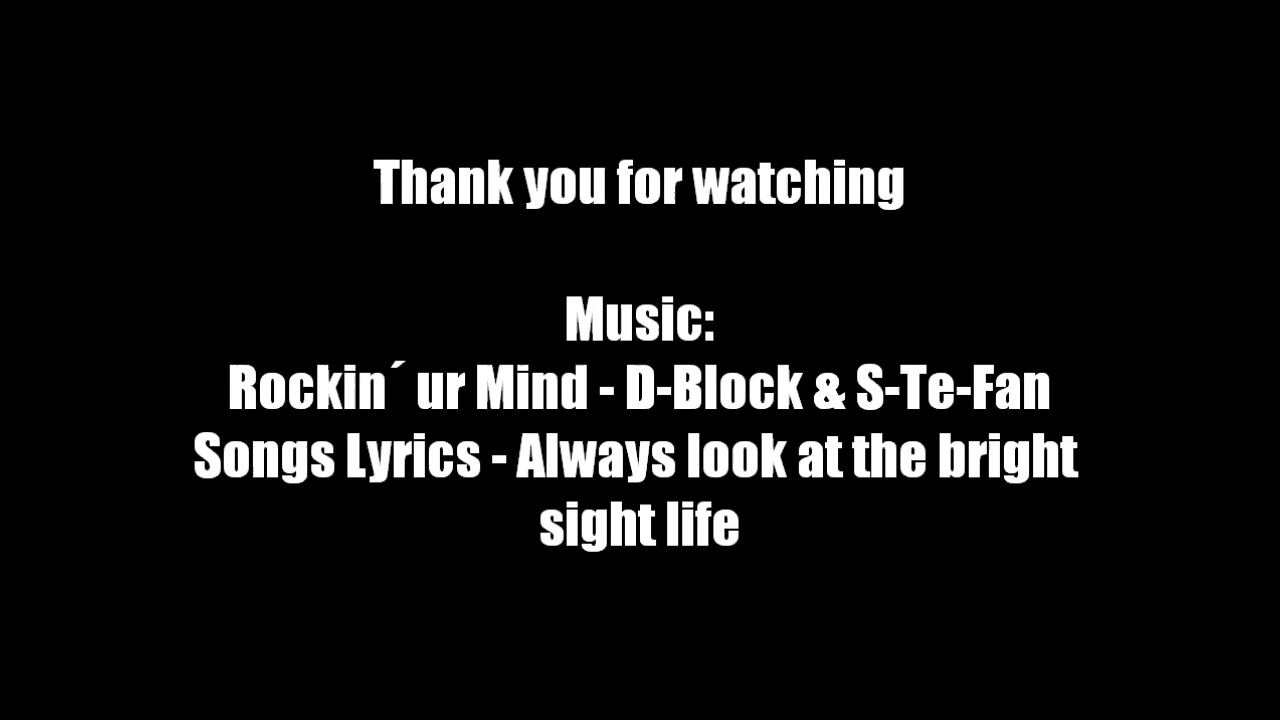 Thank you for watching
Music:
Rockin´ ur Mind - D-Block & S-Te-Fan
Songs Lyrics - Always look at the bright
sight life